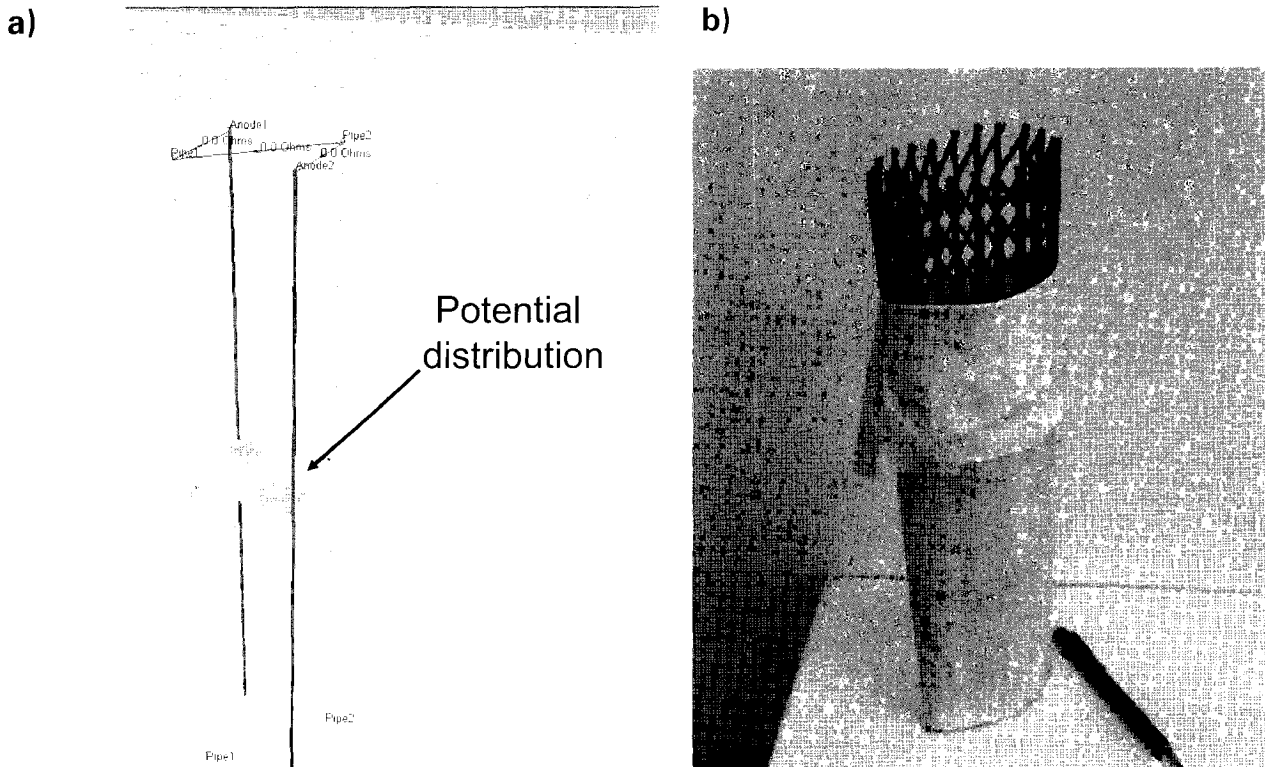 a)
b)
Anode1
0.0 Ohms
Pipe2
Pipe1
0.0 Ohms
0.0 Ohms
Anode2
Potential
distribution
Pipe2
Pipe1